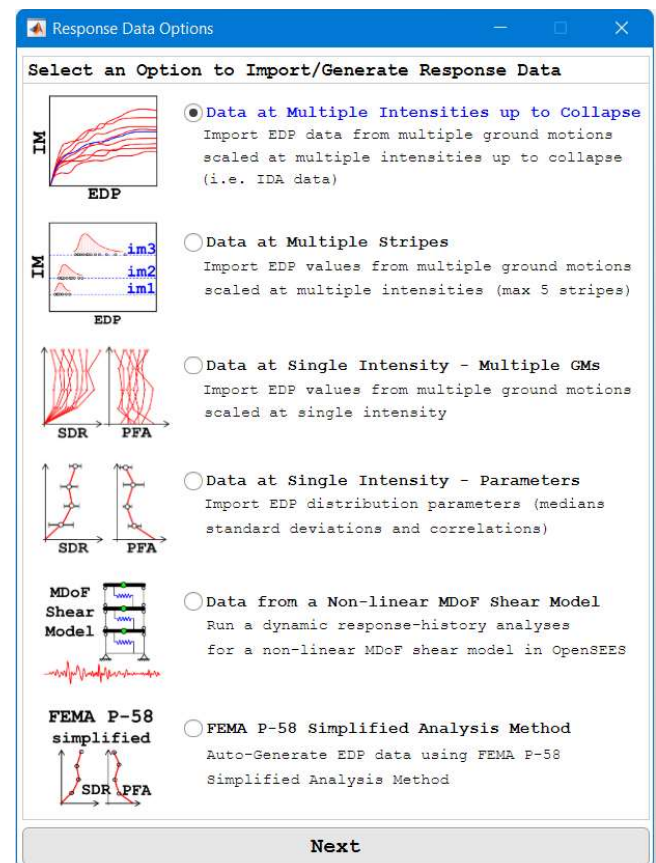 Response Data Options
Select an Option to Import/Generate Response Data
IM
EDP
Data at Multiple Intensities up to Collapse
Import EDP data from multiple ground motions
scaled at multiple intensities up to collapse
(i.e. IDA data)
IM
im3
im2
im1
EDP
Data at Multiple Stripes
Import EDP values from multiple ground motions
scaled at multiple intensities (max 5 stripes)
SDR PFA
Data at Single Intensity - Multiple GMs
Import EDP values from multiple ground motions
scaled at single intensity
SDR PFA
Data at Single Intensity - Parameters
Import EDP distribution parameters (medians
standard deviations and correlations)
MDoF
Shear
Model
Data from a Non-linear MDoF Shear Model
Run a dynamic response-history analyses
for a non-linear MDoF shear model in OpenSEES
FEMA P-58
simplified
SDR PFA
FEMA P-58 Simplified Analysis Method
Auto-Generate EDP data using FEMA P-58
Simplified Analysis Method
Next